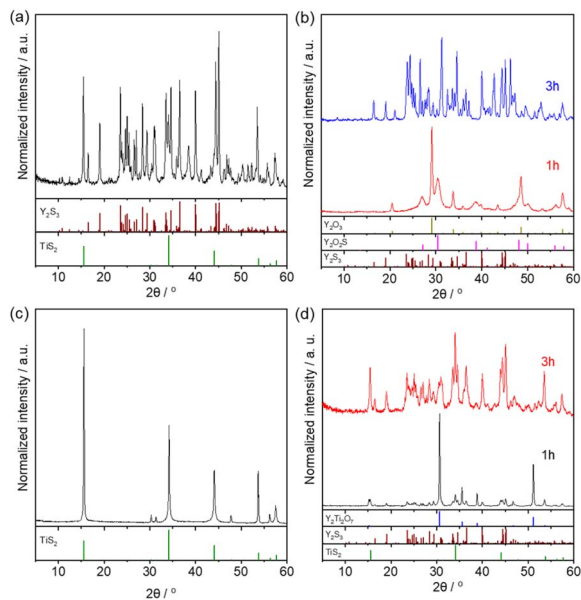 (a)
Normalized intensity / a.u.
Y₂S₃
TiS₂
10 20 30 40 50 60
2θ / °
(b)
Normalized intensity / a.u.
3h
1h
Y₂O₃
Y₂O₂S
Y₂S₃
10 20 30 40 50 60
2θ / °
(c)
Normalized intensity / a.u.
TiS₂
10 20 30 40 50 60
2θ / °
(d)
Normalized intensity / a.u.
3h
1h
Y₂Ti₂O₇
Y₂S₃
TiS₂
10 20 30 40 50 60
2θ / °